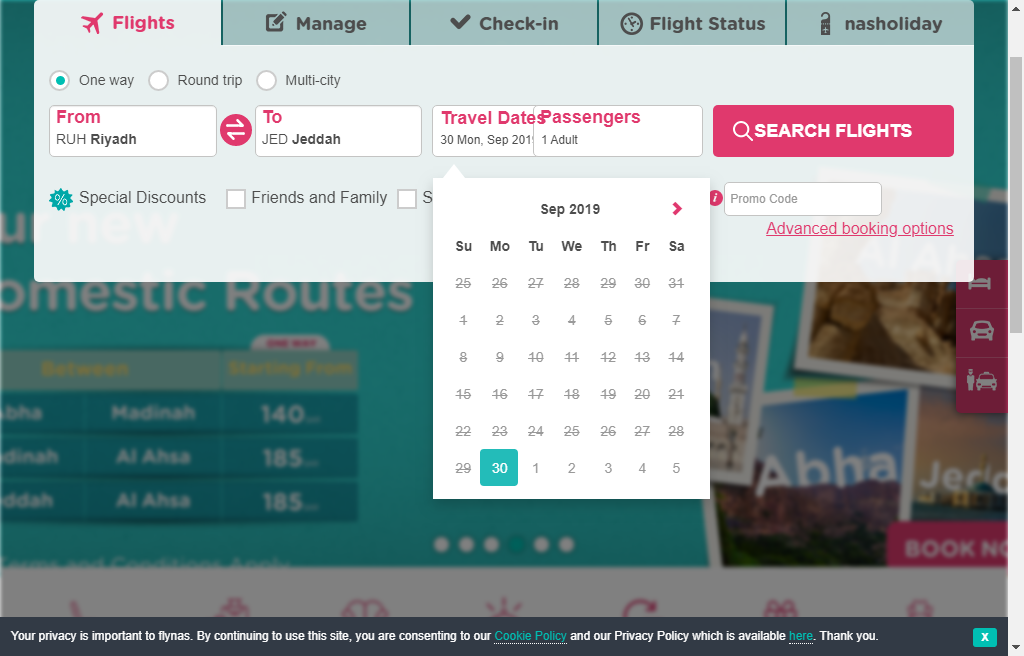 Flights
Manage
Check-in
Flight Status
nasholiday
One way
Round trip
Multi-city
From
RUH Riyadh
To
JED Jeddah
Travel Dates
30 Mon, Sep 201
Passengers
1 Adult
SEARCH FLIGHTS
Special Discounts
Friends and Family
S
Promo Code
Advanced booking options
Sep 2019
Su Mo Tu We Th Fr Sa
25 26 27 28 29 30 31
1 2 3 4 5 6 7
8 9 10 11 12 13 14
15 16 17 18 19 20 21
22 23 24 25 26 27 28
29 30 1 2 3 4 5
ur new
omestic Routes
ONE WAY
Between Starting From
bha Madinah 140
dinah Al Ahsa 185
eddah Al Ahsa 185
Terms and Conditions Apply
Al Aha
Abha
Jed
BOOK NO
Your privacy is important to flynas. By continuing to use this site, you are consenting to our Cookie Policy and our Privacy Policy which is available here. Thank you.
X